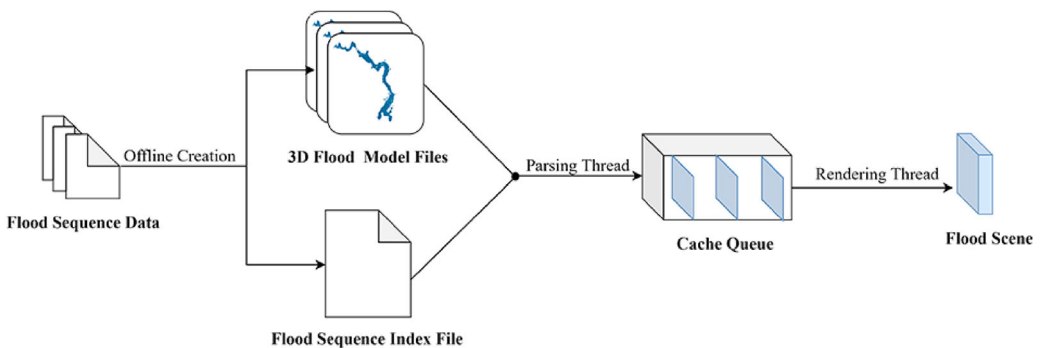 Flood Sequence Data
Offline Creation
3D Flood Model Files
Flood Sequence Index File
Parsing Thread
Cache Queue
Rendering Thread
Flood Scene